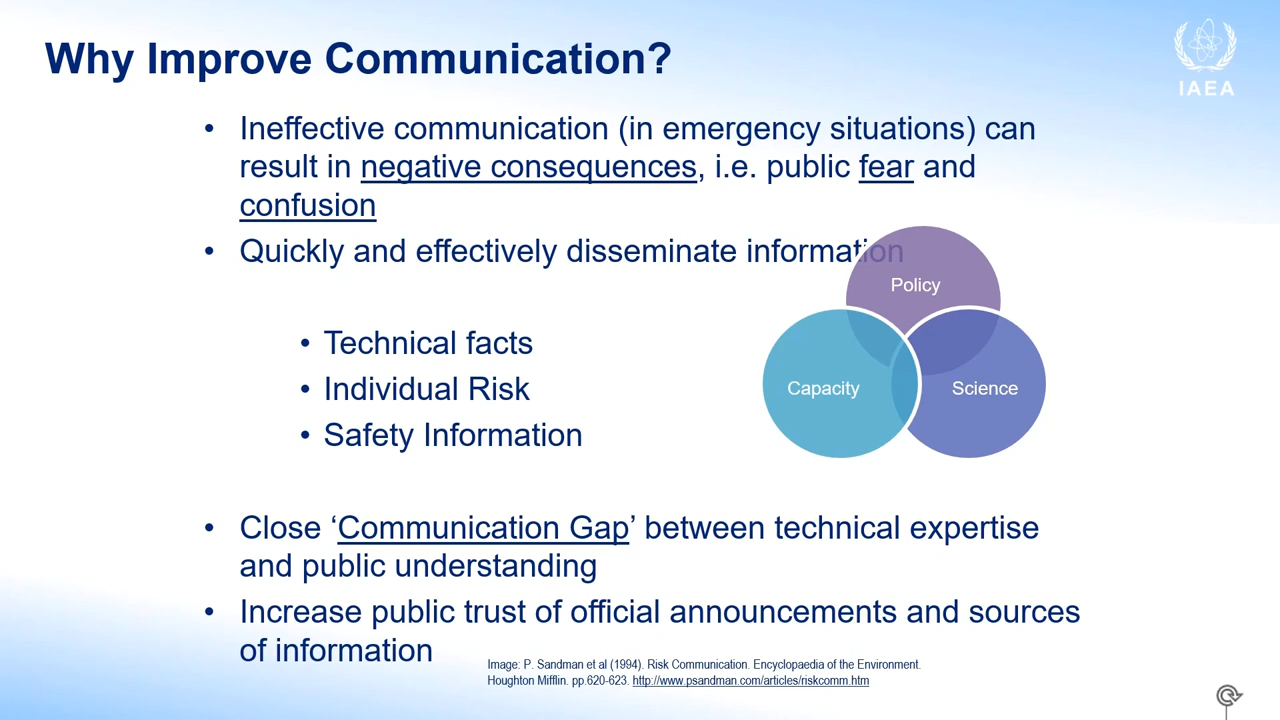 Why Improve Communication?
IAEA
• Ineffective communication (in emergency situations) can
result in negative consequences, i.e. public fear and
confusion
• Quickly and effectively disseminate information
Policy
• Technical facts
• Individual Risk
• Safety Information
Capacity
Science
• Close ‘Communication Gap’ between technical expertise
and public understanding
• Increase public trust of official announcements and sources
of information
Image: P. Sandman et al (1994). Risk Communication. Encyclopaedia of the Environment.
Houghton Mifflin. pp.620-623. http://www.psandman.com/articles/riskcomm.htm